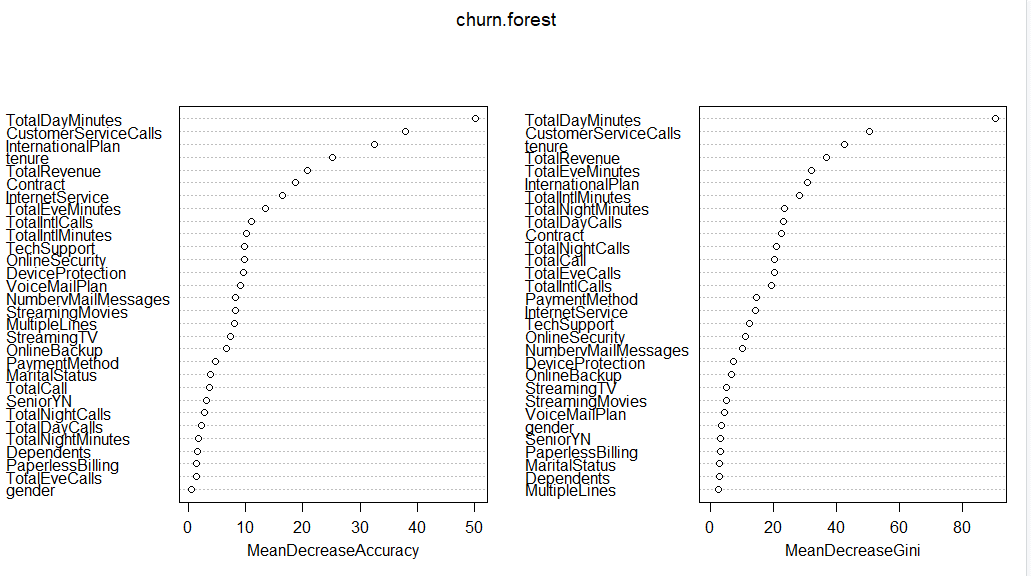 churn.forest
TotalDayMinutes
CustomerServiceCalls
InternationalPlan
tenure
TotalRevenue
Contract
InternetService
TotalEveMinutes
TotalIntlCalls
TotalIntlMinutes
TechSupport
OnlineSecurity
DeviceProtection
VoiceMailPlan
NumbervMailMessages
StreamingMovies
MultipleLines
StreamingTV
OnlineBackup
PaymentMethod
MaritalStatus
TotalCall
SeniorYN
TotalNightCalls
TotalDayCalls
TotalNightMinutes
Dependents
PaperlessBilling
TotalEveCalls
gender
0 10 20 30 40 50
MeanDecreaseAccuracy
TotalDayMinutes
CustomerServiceCalls
tenure
TotalRevenue
TotalEveMinutes
InternationalPlan
TotalIntlMinutes
TotalNightMinutes
TotalDayCalls
Contract
TotalNightCalls
TotalCall
TotalEveCalls
TotalIntlCalls
PaymentMethod
InternetService
TechSupport
OnlineSecurity
NumbervMailMessages
DeviceProtection
OnlineBackup
StreamingTV
StreamingMovies
VoiceMailPlan
gender
SeniorYN
PaperlessBilling
MaritalStatus
Dependents
MultipleLines
0 20 40 60 80
MeanDecreaseGini